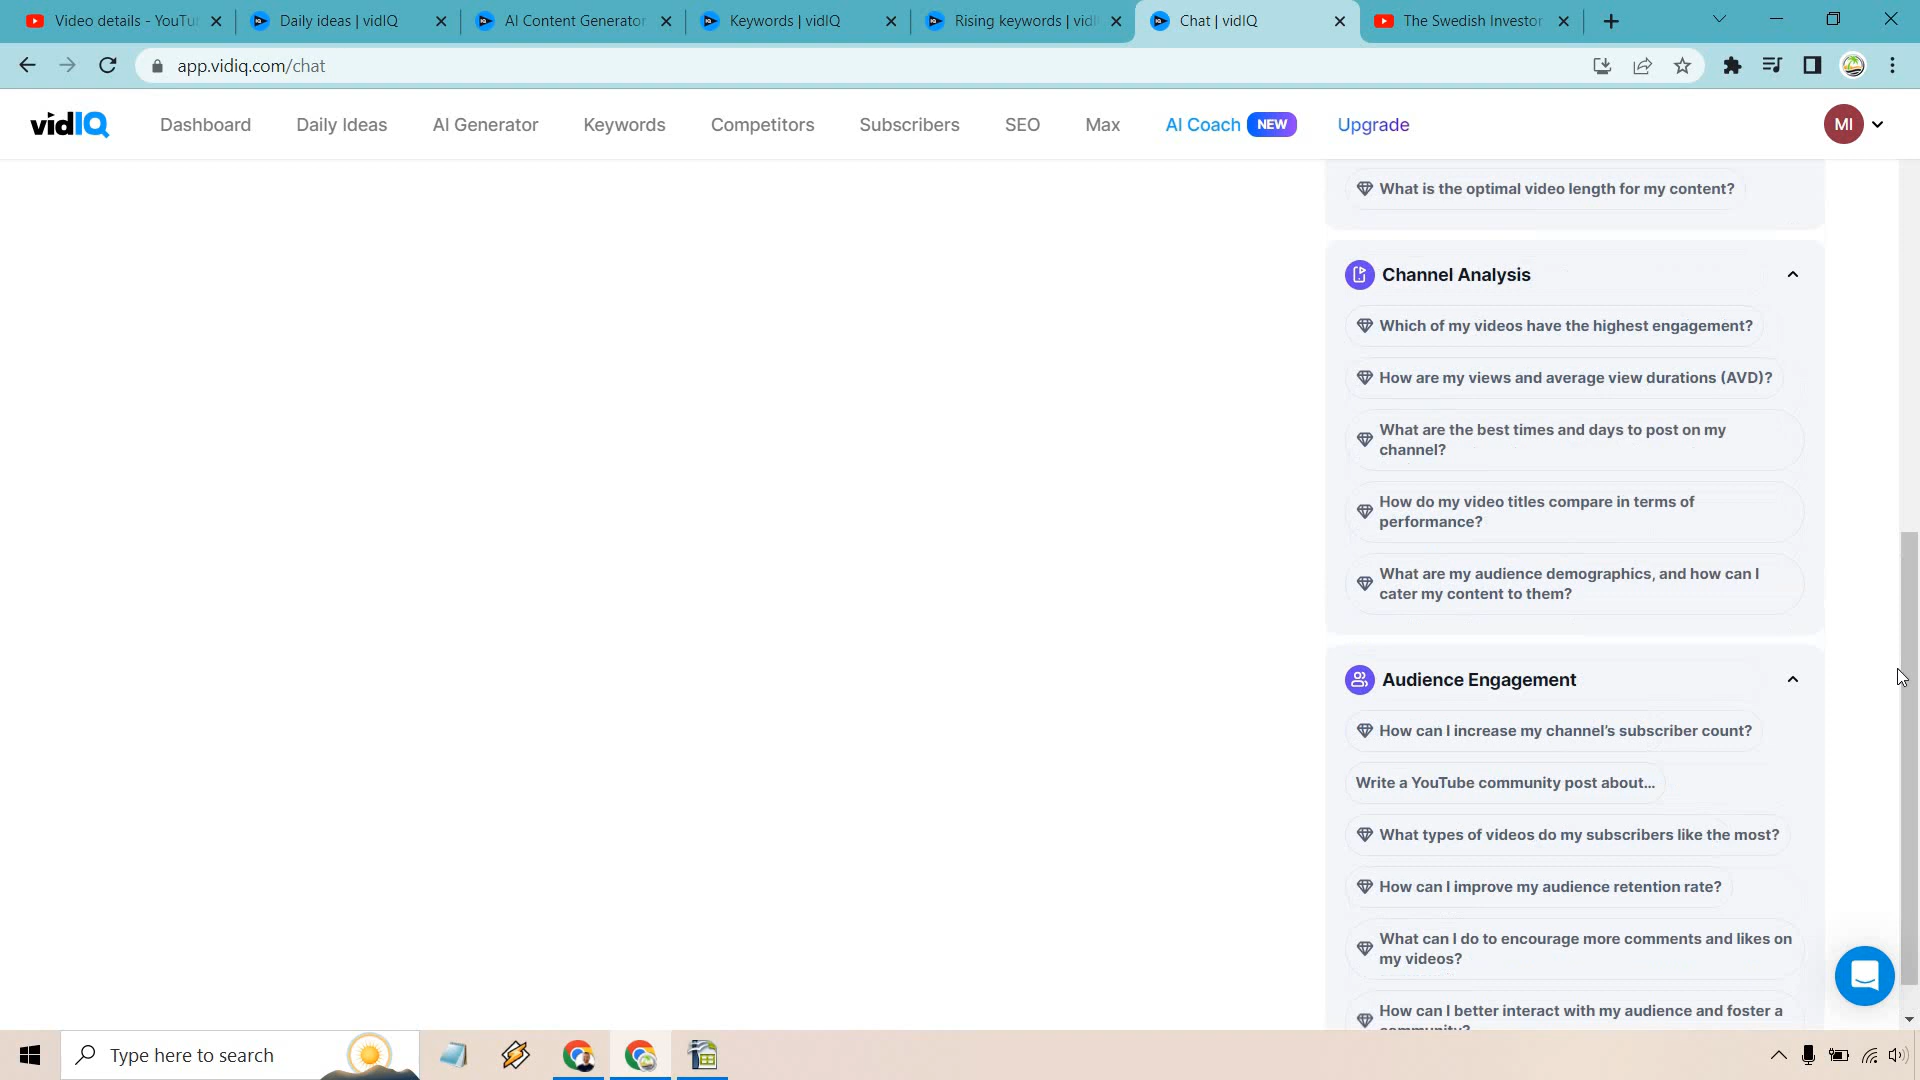 Video details - YouTu
Daily ideas | vidIQ
AI Content Generator
Keywords | vidIQ
Rising keywords | vidI
Chat | vidIQ
The Swedish Investor
app.vidiq.com/chat
vidIQ
Dashboard
Daily Ideas
AI Generator
Keywords
Competitors
Subscribers
SEO
Max
AI Coach NEW
Upgrade
MI
What is the optimal video length for my content?
Channel Analysis
Which of my videos have the highest engagement?
How are my views and average view durations (AVD)?
What are the best times and days to post on my
channel?
How do my video titles compare in terms of
performance?
What are my audience demographics, and how can I
cater my content to them?
Audience Engagement
How can I increase my channel's subscriber count?
Write a YouTube community post about...
What types of videos do my subscribers like the most?
How can I improve my audience retention rate?
What can I do to encourage more comments and likes on
my videos?
How can I better interact with my audience and foster a
community?
Type here to search